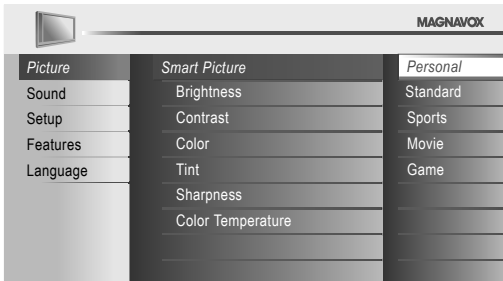 MAGNAVOX
Picture
Sound
Setup
Features
Language
Smart Picture
Brightness
Contrast
Color
Tint
Sharpness
Color Temperature
Personal
Standard
Sports
Movie
Game